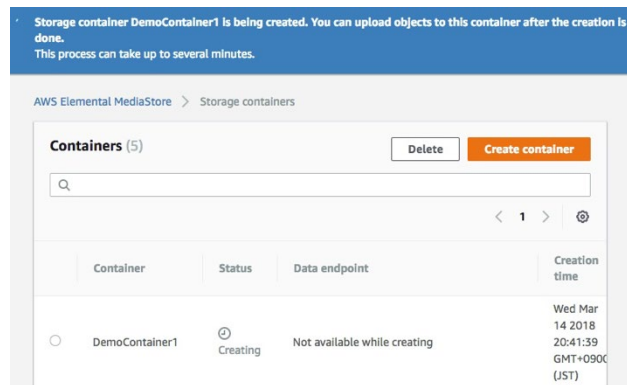 Storage container DemoContainer1 is being created. You can upload objects to this container after the creation is
done.
This process can take up to several minutes.
AWS Elemental MediaStore > Storage containers
Containers (5)
Delete
Create container
< 1 >
Container
Status
Data endpoint
Creation
time
DemoContainer1
Creating
Not available while creating
Wed Mar
14 2018
20:41:39
GMT+0900
(JST)